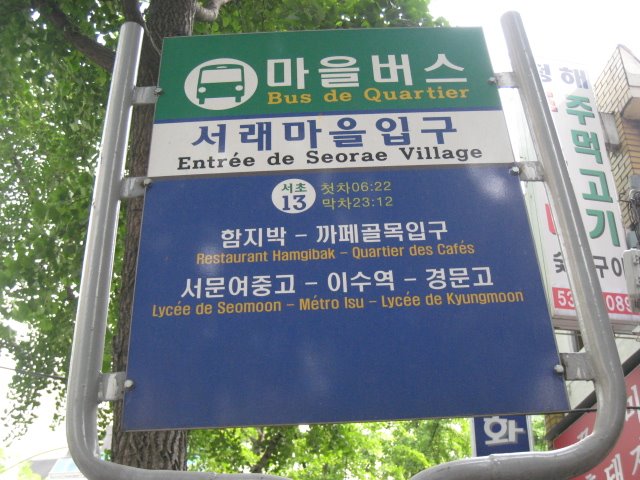 마을버스
Bus de Quartier
서래마을입구
Entrée de Seorae Village
서초
13
첫차06:22
막차23:12
함지박 – 까페골목입구
Restaurant Hamgibak – Quartier des Cafés
서문여중고 – 이수역 – 경문고
Lycée de Seomoon – Métro Isu – Lycée de Kyungmoon
주먹고기
화